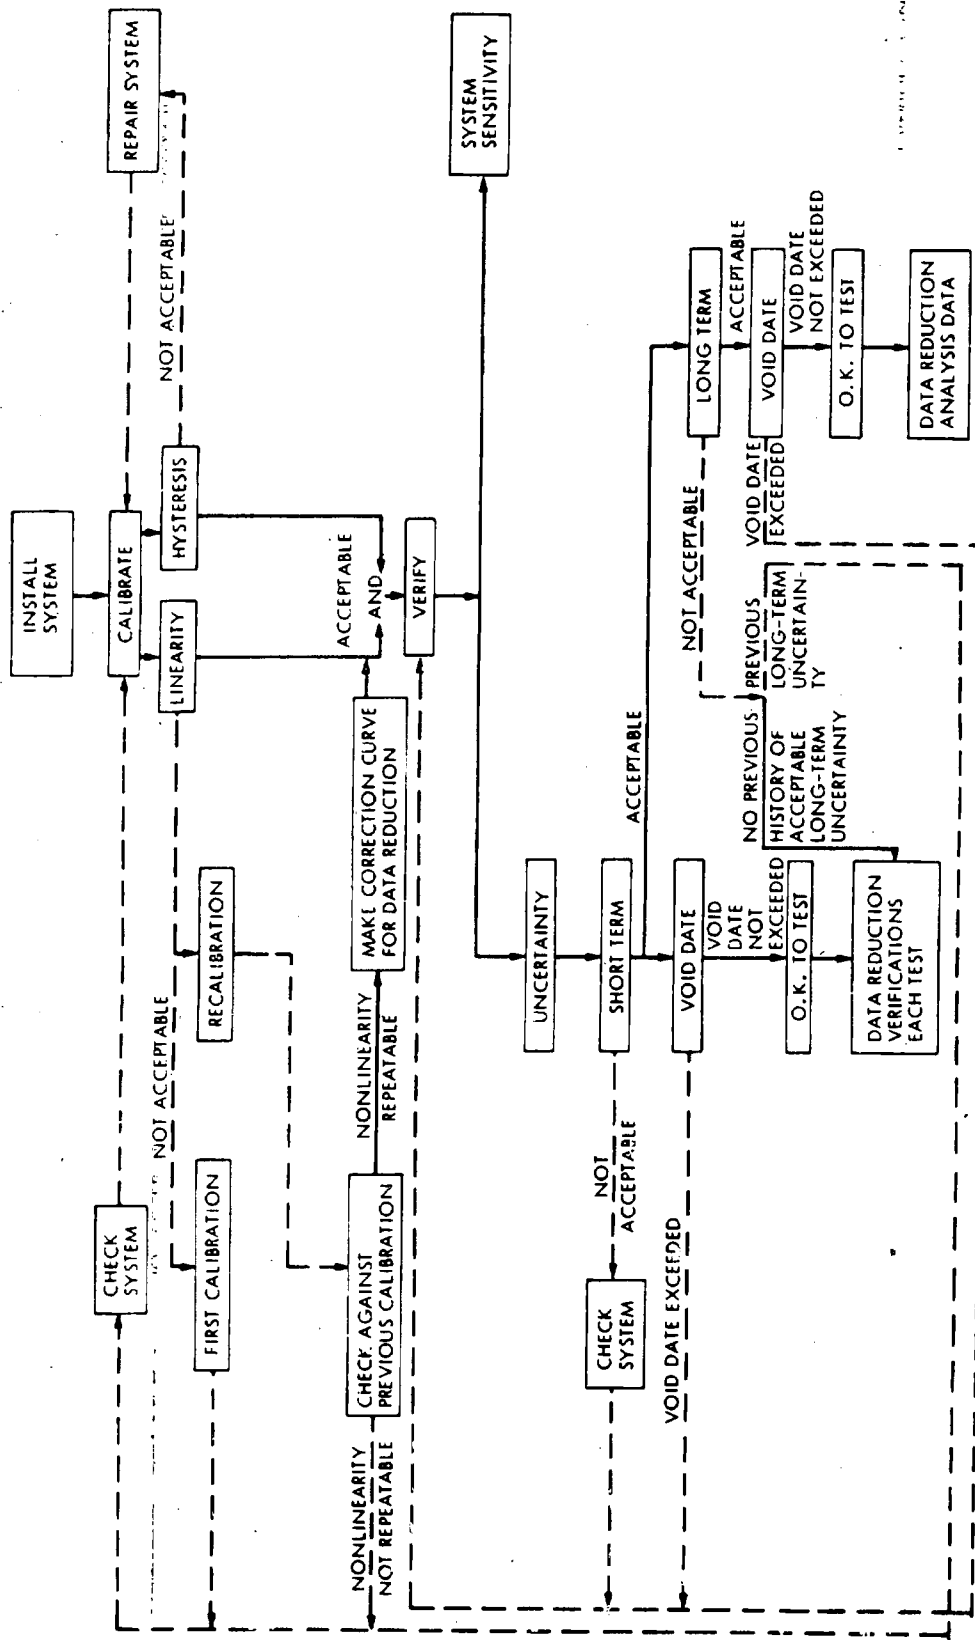 INSTALL
SYSTEM
REPAIR SYSTEM
CHECK
SYSTEM
CALIBRATE
NOT ACCEPTABLE
LINEARITY
HYSTERESIS
NOT ACCEPTABLE
FIRST CALIBRATION
RECALIBRATION
ACCEPTABLE
AND
CHECK AGAINST
PREVIOUS CALIBRATION
NONLINEARITY
REPEATABLE
MAKE CORRECTION CURVE
FOR DATA REDUCTION
NONLINEARITY
NOT REPEATABLE
VERIFY
SYSTEM
SENSITIVITY
UNCERTAINTY
SHORT TERM
ACCEPTABLE
NOT
ACCEPTABLE
CHECK
SYSTEM
VOID DATE
VOID DATE EXCEEDED
VOID
DATE
NOT
EXCEEDED
O.K. TO TEST
DATA REDUCTION
VERIFICATIONS
EACH TEST
LONG TERM
NOT ACCEPTABLE
ACCEPTABLE
NO PREVIOUS
HISTORY OF
ACCEPTABLE
LONG-TERM
UNCERTAINTY
PREVIOUS
LONG-TERM
UNCERTAIN-
TY
VOID DATE
VOID DATE
EXCEEDED
VOID DATE
NOT EXCEEDED
O.K. TO TEST
DATA REDUCTION
ANALYSIS DATA